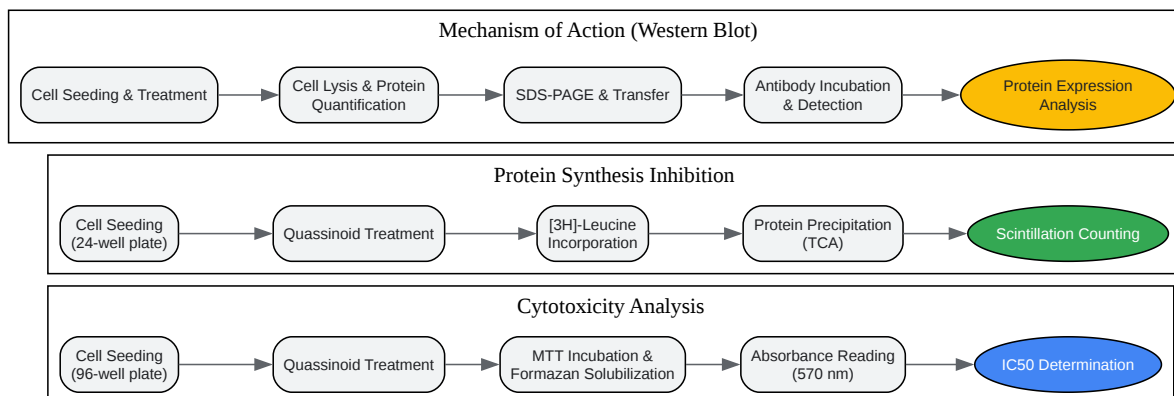 Mechanism of Action (Western Blot)
Cell Seeding & Treatment
Cell Lysis & Protein
Quantification
SDS-PAGE & Transfer
Antibody Incubation
& Detection
Protein Expression
Analysis
Protein Synthesis Inhibition
Cell Seeding
(24-well plate)
Quassinoid Treatment
[3H]-Leucine
Incorporation
Protein Precipitation
(TCA)
Scintillation Counting
Cytotoxicity Analysis
Cell Seeding
(96-well plate)
Quassinoid Treatment
MTT Incubation &
Formazan Solubilization
Absorbance Reading
(570 nm)
IC50 Determination